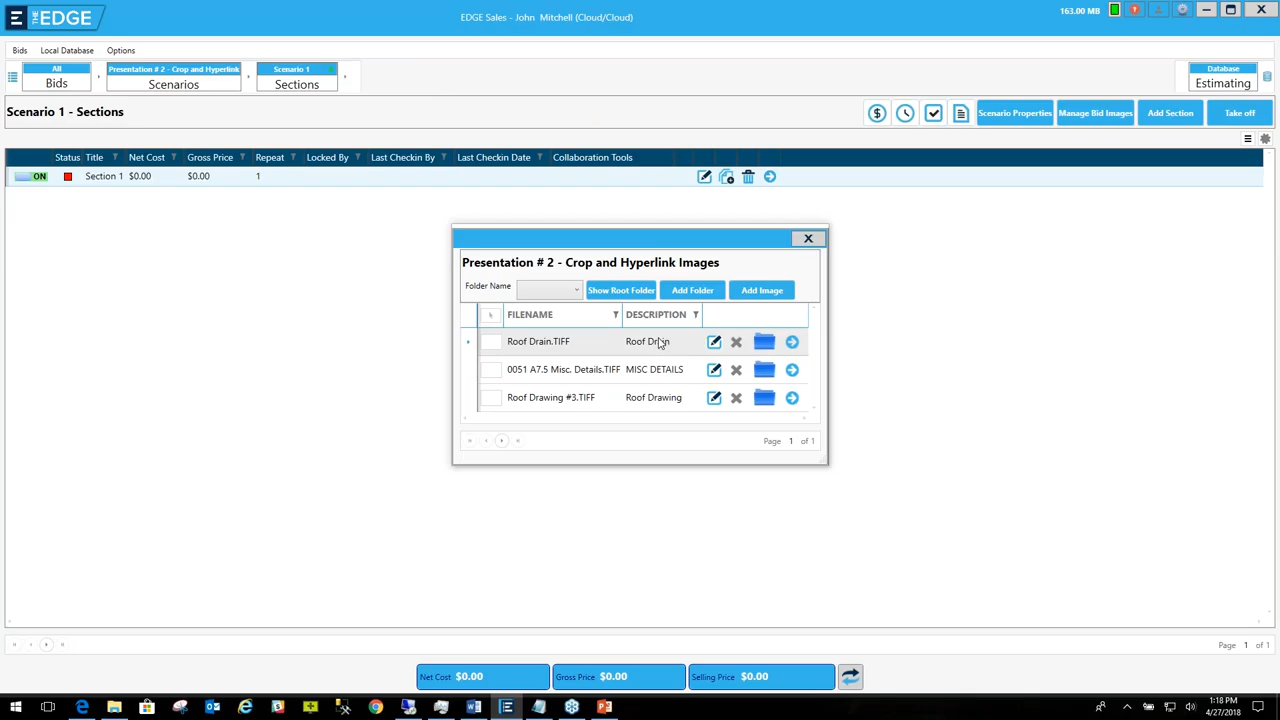 THE EDGE
EDGE Sales - John Mitchell (Cloud/Cloud)
163.00 MB
Bids Local Database Options
All
Bids
Presentation # 2 - Crop and Hyperlink
Scenarios
Scenario 1
Sections
Database
Estimating
Scenario 1 - Sections
Scenario Properties
Manage Bid Images
Add Section
Take off
Status Title Net Cost Gross Price Repeat Locked By Last Checkin By Last Checkin Date Collaboration Tools
ON Section 1 $0.00 $0.00 1
X
Presentation # 2 - Crop and Hyperlink Images
Folder Name
Show Root Folder
Add Folder
Add Image
FILENAME DESCRIPTION
Roof Drain.TIFF Roof Drain
0051 A7.5 Misc. Details.TIFF MISC DETAILS
Roof Drawing #3.TIFF Roof Drawing
Page 1 of 1
Page 1 of 1
Net Cost $0.00
Gross Price $0.00
Selling Price $0.00
1:18 PM
4/27/2018